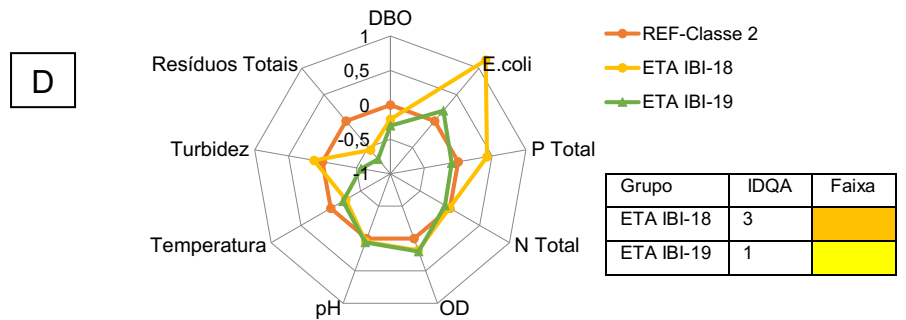 D
DBO
E.coli
P Total
N Total
OD
pH
Temperatura
Turbidez
Resíduos Totais
1
0,5
0
-0,5
-1
REF-Classe 2
ETA IBI-18
ETA IBI-19
Grupo IDQA Faixa
ETA IBI-18 3
ETA IBI-19 1